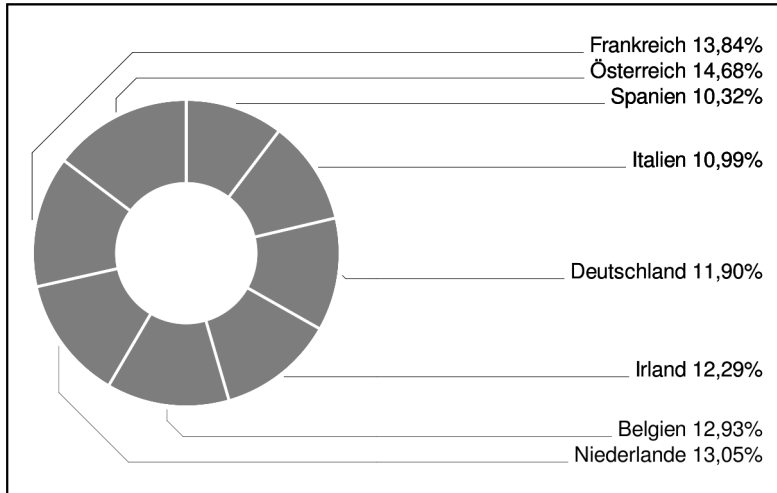 Frankreich 13,84%
Österreich 14,68%
Spanien 10,32%
Italien 10,99%
Deutschland 11,90%
Irland 12,29%
Belgien 12,93%
Niederlande 13,05%